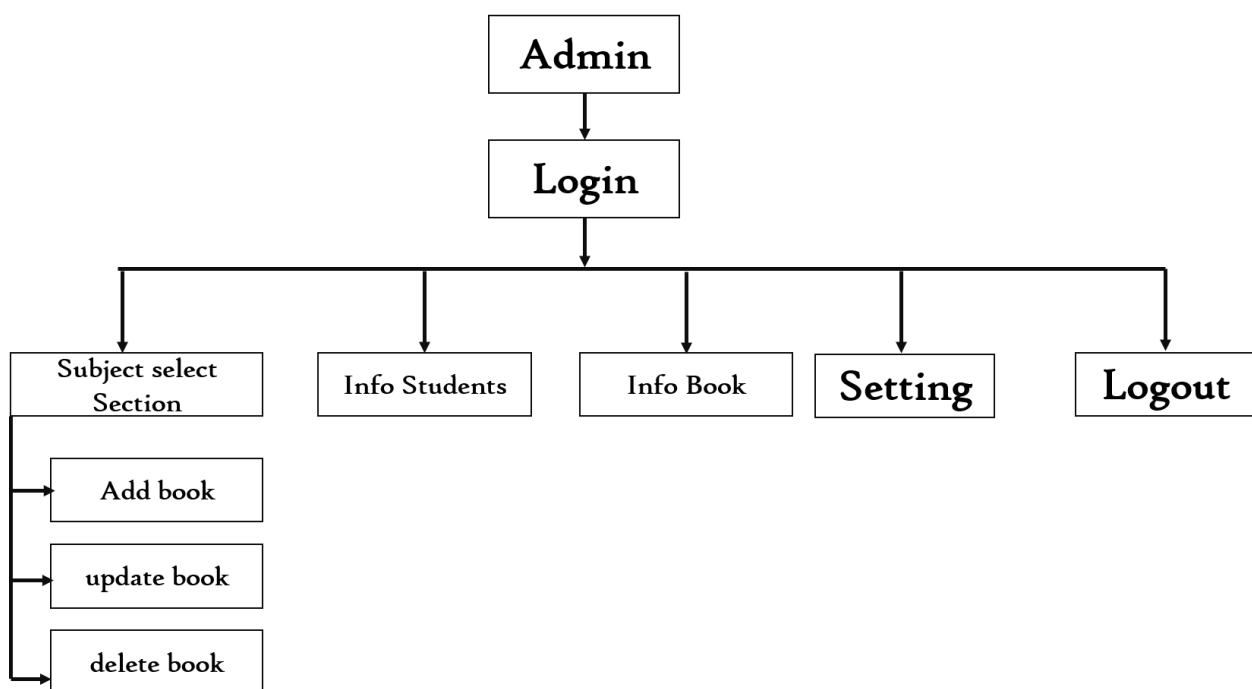 Admin
Login
Subject select
Section
Info Students
Info Book
Setting
Logout
Add book
update book
delete book